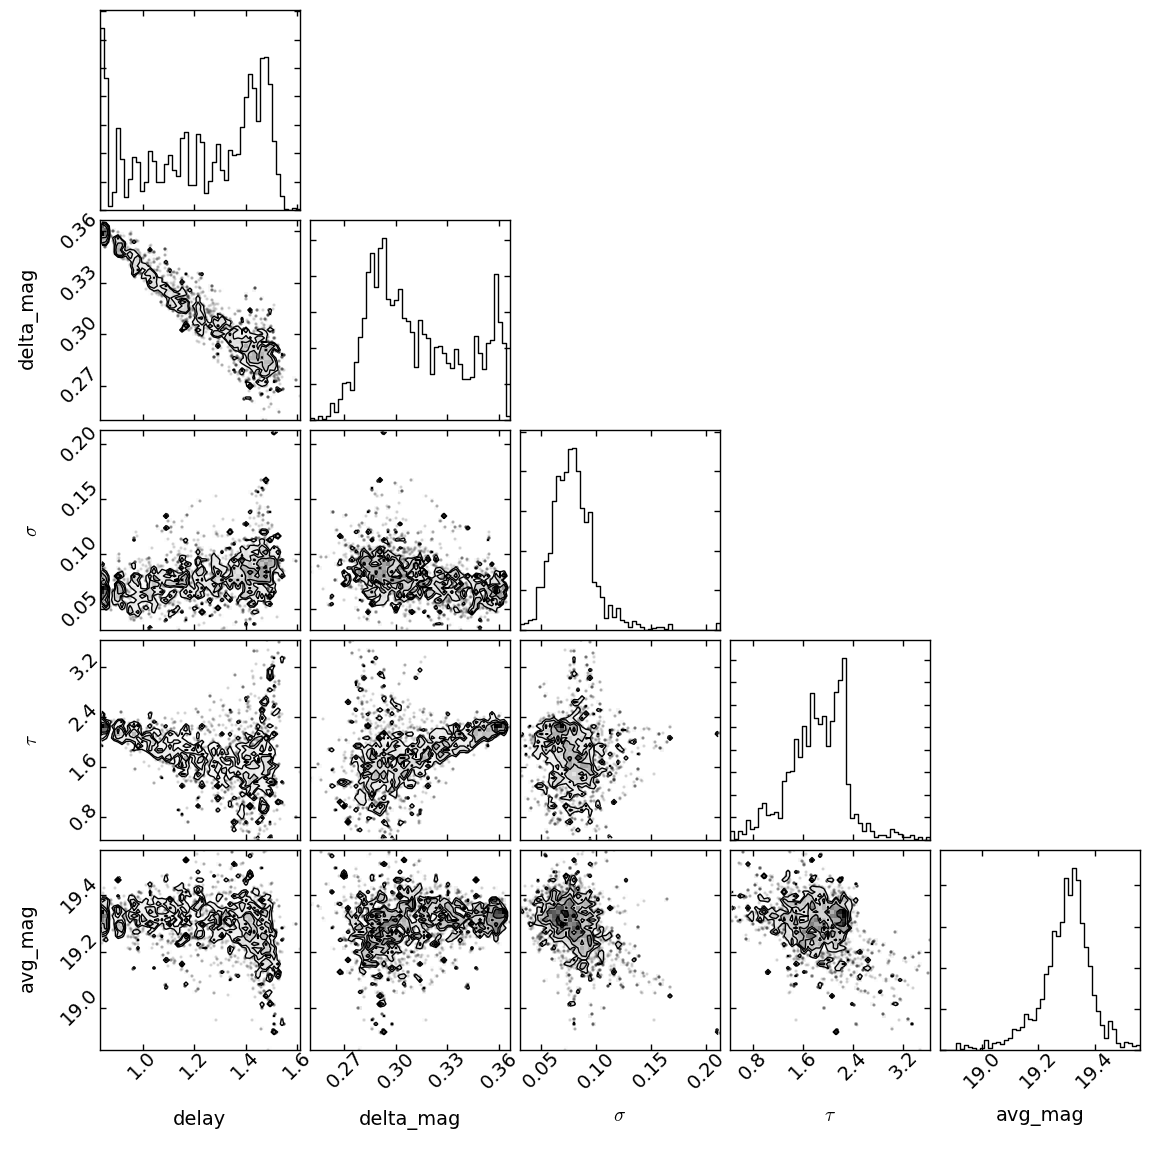 0.36
0.33
0.30
0.27
delta_mag
0.20
0.15
0.10
0.05
σ
3.2
2.4
1.6
0.8
τ
19.4
19.2
19.0
avg_mag
1.0 1.2 1.4 1.6
0.27 0.30 0.33 0.36
0.05 0.10 0.15 0.20
0.8 1.6 2.4 3.2
19.0 19.2 19.4
delay delta_mag σ τ avg_mag